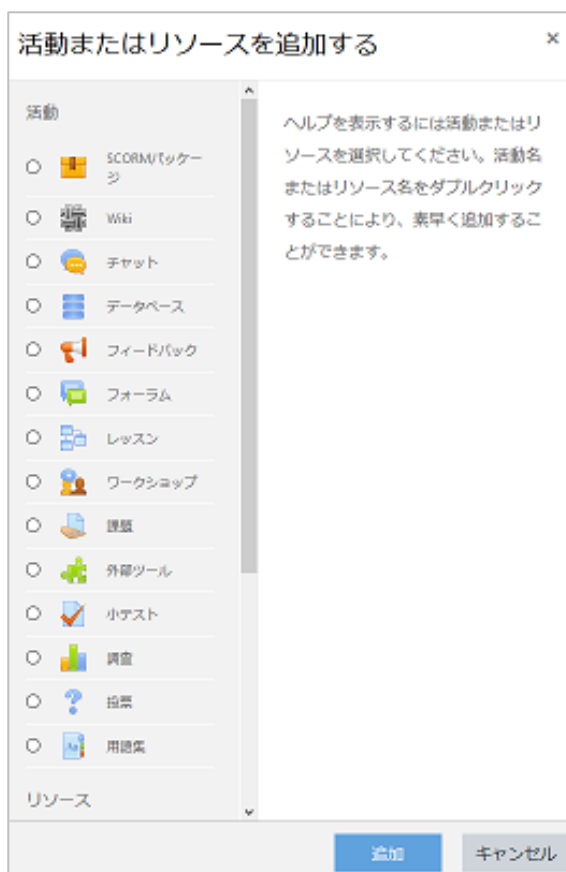 活動またはリソースを追加する
×
活動
SCORMパッケー
ジ
Wiki
チャット
データベース
フィードバック
フォーラム
レッスン
ワークショップ
課題
外部ツール
小テスト
調査
投票
用語集
リソース
ヘルプを表示するには活動またはリ
ソースを選択してください。活動名
またはリソース名をダブルクリック
することにより、素早く追加するこ
とができます。
追加
キャンセル